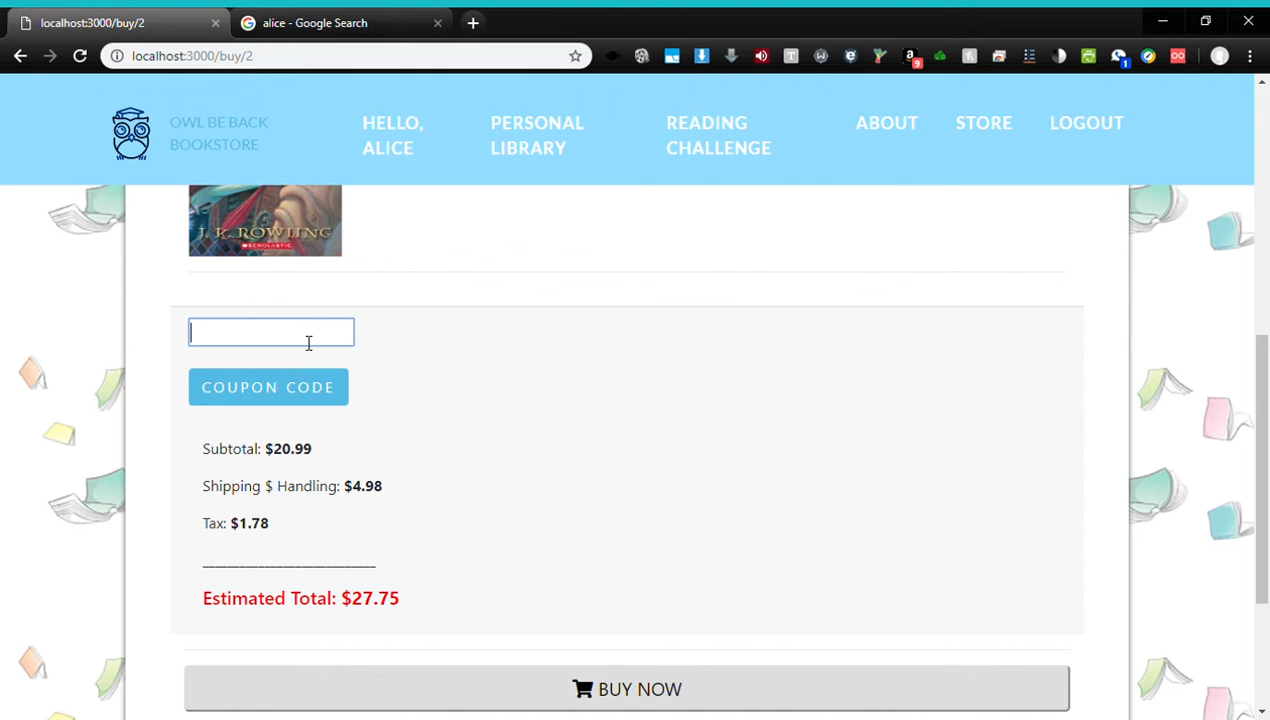 localhost:3000/buy/2
alice - Google Search
localhost:3000/buy/2
9
1
OWL BE BACK
BOOKSTORE
HELLO,
ALICE
PERSONAL
LIBRARY
READING
CHALLENGE
ABOUT
STORE
LOGOUT
J. K. ROWLING
SCHOLASTIC
COUPON CODE
Subtotal: $20.99
Shipping $ Handling: $4.98
Tax: $1.78
Estimated Total: $27.75
BUY NOW